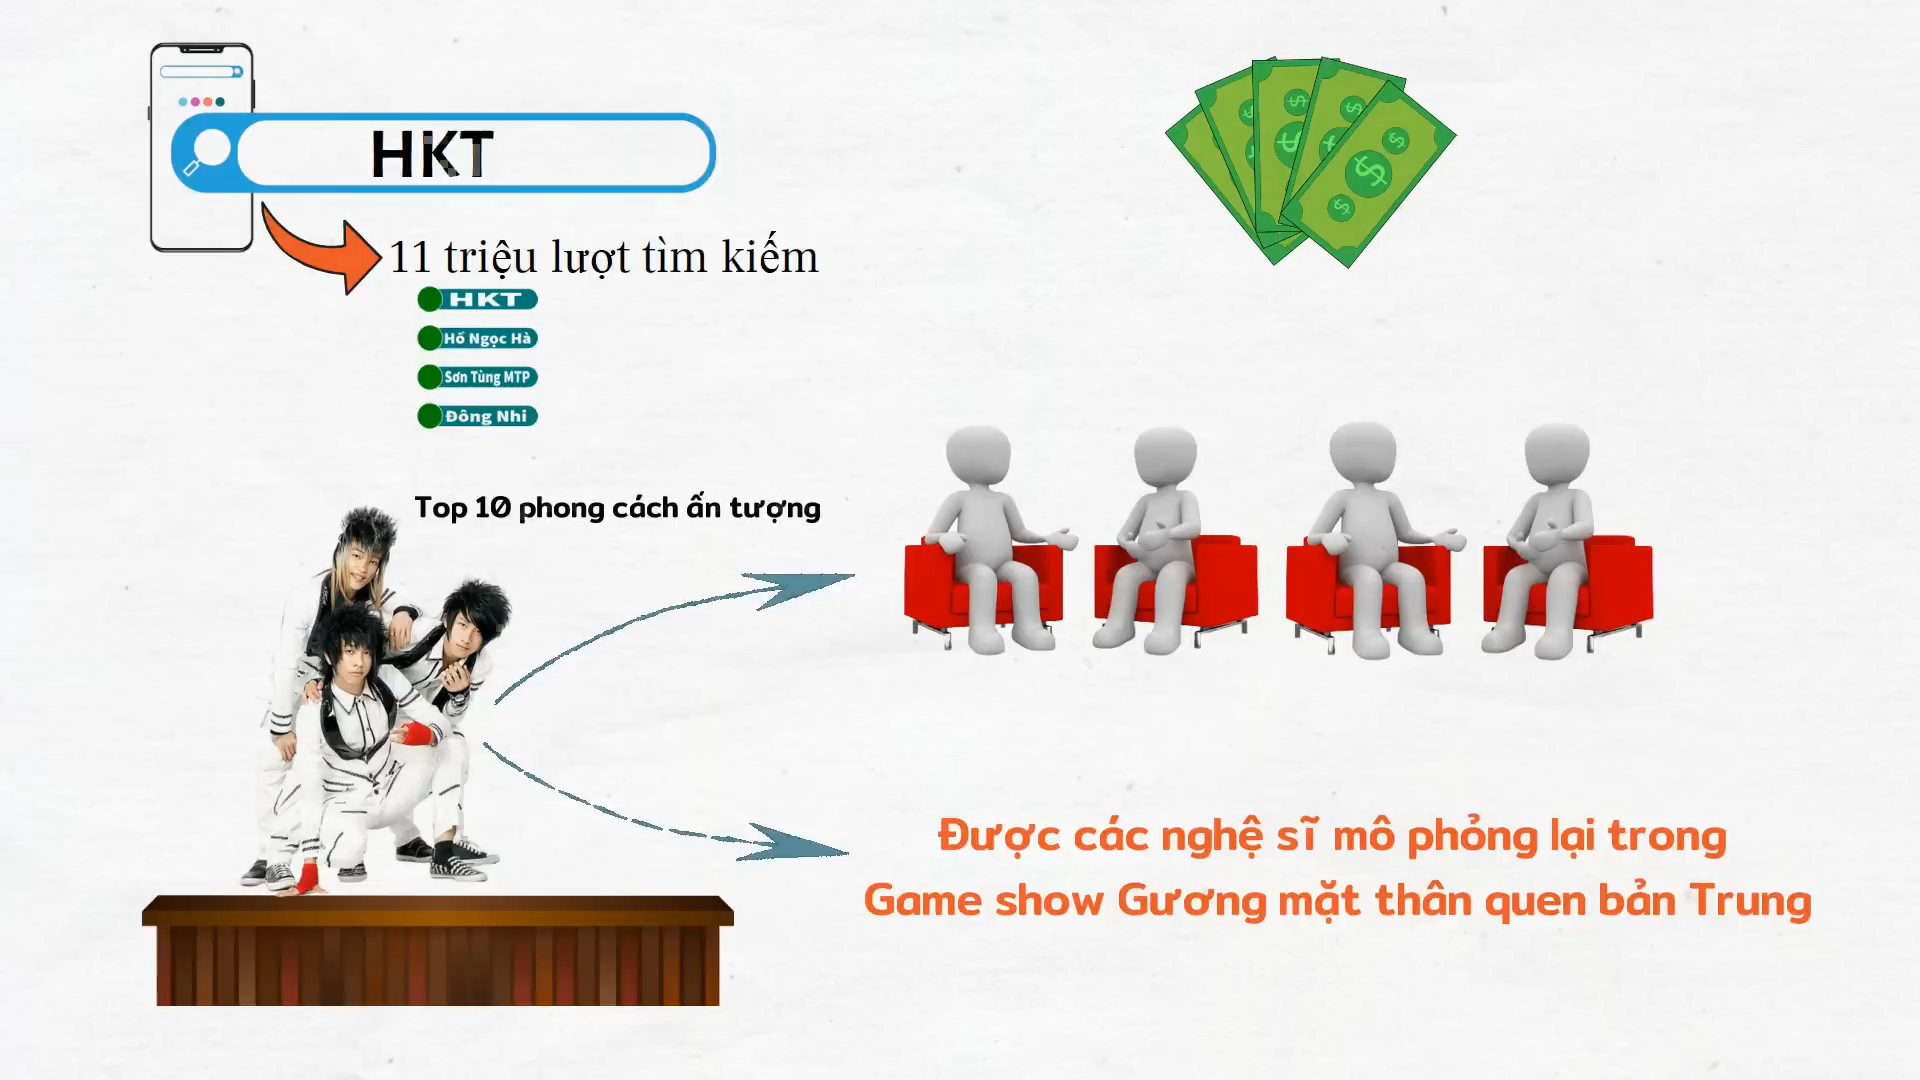 HKT
11 triệu lượt tìm kiếm
HKT
Hồ Ngọc Hà
Sơn Tùng MTP
Đông Nhi
Top 10 phong cách ấn tượng
Được các nghệ sĩ mô phỏng lại trong
Game show Gương mặt thân quen bản Trung